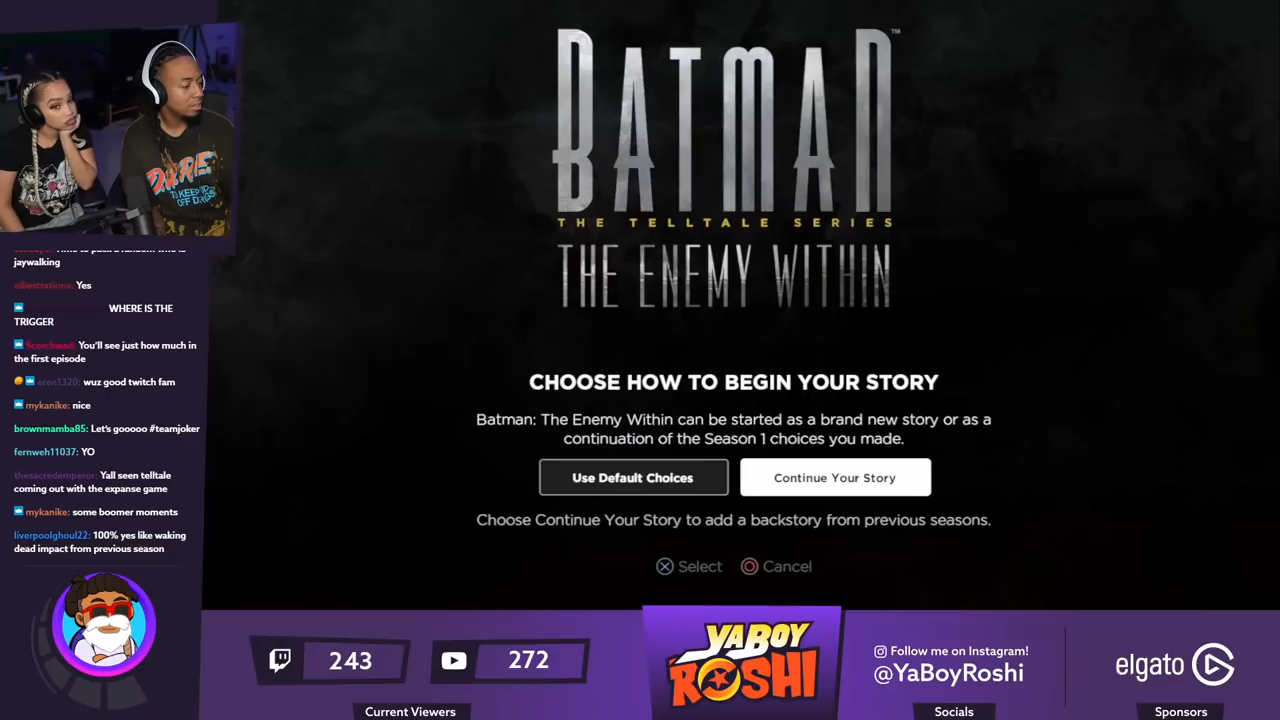 BATMAN™
THE TELLTALE SERIES
THE ENEMY WITHIN
CHOOSE HOW TO BEGIN YOUR STORY
Batman: The Enemy Within can be started as a brand new story or as a
continuation of the Season 1 choices you made.
Use Default Choices
Continue Your Story
Choose Continue Your Story to add a backstory from previous seasons.
Select
Cancel
jaywalking
elliestrations: Yes
WHERE IS THE
TRIGGER
Scorchwad: You'll see just how much in
the first episode
oren1320: wuz good twitch fam
mykanike: nice
brownmamba85: Let's gooooo #teamjoker
fernweh11037: YO
thesacredemperor: Yall seen telltale
coming out with the expanse game
mykanike: some boomer moments
liverpoolghoul22: 100% yes like waking
dead impact from previous season
243
272
Current Viewers
YABOY
ROSHI
Follow me on Instagram!
@YaBoyRoshi
Socials
elgato
Sponsors